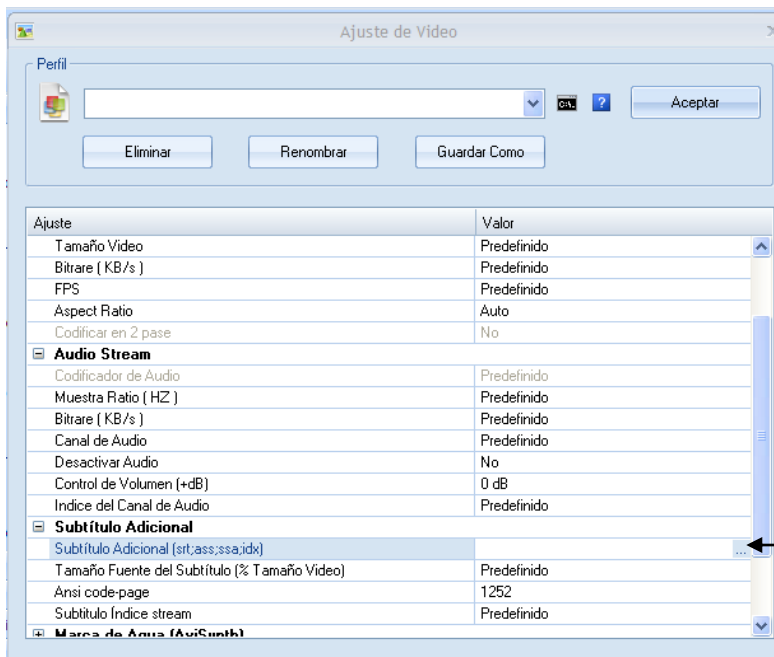 Ajuste de Video
Perfil
C:\. ? Aceptar
Eliminar Renombrar Guardar Como
Ajuste Valor
Tamaño Video Predefinido
Bitrare ( KB/s ) Predefinido
FPS Predefinido
Aspect Ratio Auto
Codificar en 2 pase No
Audio Stream
Codificador de Audio Predefinido
Muestra Ratio ( HZ ) Predefinido
Bitrare ( KB/s ) Predefinido
Canal de Audio Predefinido
Desactivar Audio No
Control de Volumen (+dB) 0 dB
Indice del Canal de Audio Predefinido
Subtítulo Adicional
Subtítulo Adicional (srt;ass;ssa;idx) ...
Tamaño Fuente del Subtítulo (% Tamaño Video) Predefinido
Ansi code-page 1252
Subtitulo Índice stream Predefinido
Marca de Agua (AviSynth)